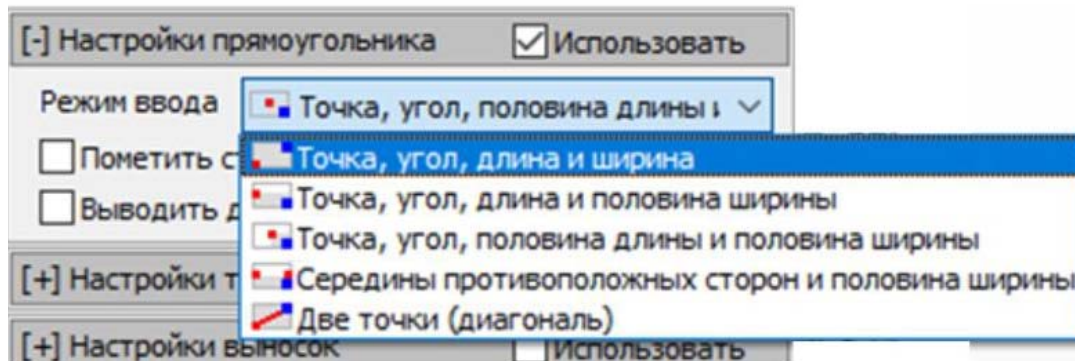 [-] Настройки прямоугольника Использовать
Режим ввода Точка, угол, половина длины
Пометить
Точка, угол, длина и ширина
Выводить
Точка, угол, длина и половина ширины
Точка, угол, половина длины и половина ширины
[+] Настройки
Середины противоположных сторон и половина ширины
Две точки (диагональ)
[+] Настройки выносок Использовать